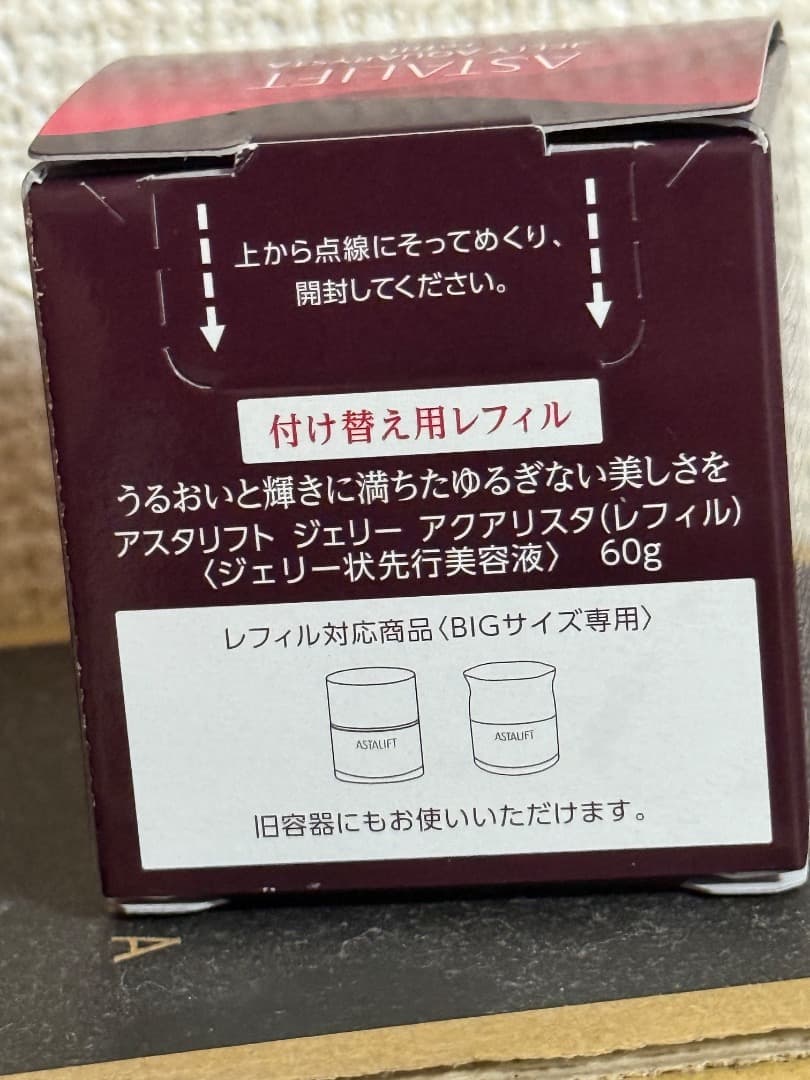 ASTALIFT
JELLY AQUARYSTA
上から点線にそってめくり、
開封してください。
付け替え用レフィル
うるおいと輝きに満ちたゆるぎない美しさを
アスタリフト ジェリー アクアリスタ(レフィル)
〈ジェリー状先行美容液〉 60g
レフィル対応商品〈BIGサイズ専用〉
ASTALIFT
ASTALIFT
旧容器にもお使いいただけます。
A